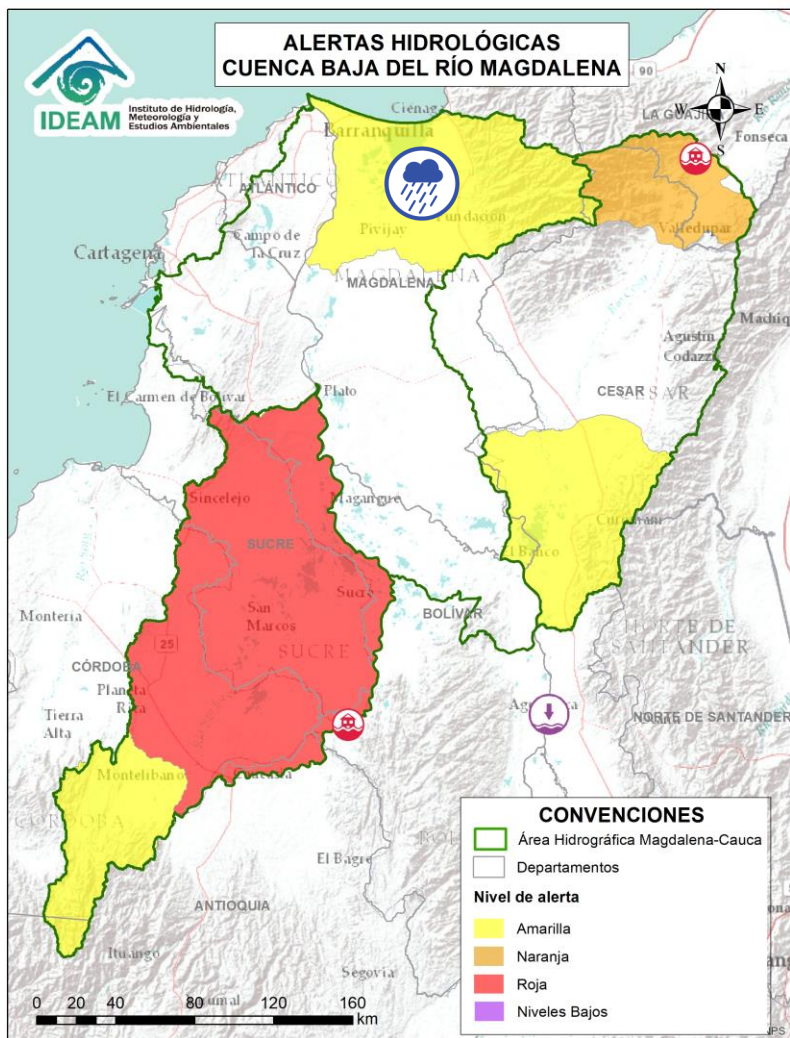 ALERTAS HIDROLÓGICAS
CUENCA BAJA DEL RÍO MAGDALENA
IDEAM
Instituto de Hidrología,
Meteorología y
Estudios Ambientales
90
N
W
E
S
LA GUAJIRA
Fonseca
Ciénaga
Barranquilla
ATLÁNTICO
Pivijay
Fundación
Valledupar
Cartagena
Campo de
la Cruz
MAGDALENA
MAGDALENA
Agustín
Codazzi
Machiq
CESAR
CESAR
El Carmen de Bolívar
Plato
Sincelejo
Magangue
Curumaní
SUCRE
El Banco
San
Marcos
Sucre
BOLÍVAR
Montería
SUCRE
NORTE DE
SANTANDER
25
CÓRDOBA
Planeta
Rica
Tierra
Alta
NORTE DE SANTANDER
Montelíbano
Caucasia
CÓRDOBA
El Bagre
ANTIOQUIA
Ituango
Segovia
CONVENCIONES
Área Hidrográfica Magdalena-Cauca
Departamentos
Nivel de alerta
Amarilla
Naranja
Roja
Niveles Bajos
0 20 40 80 120 160
km